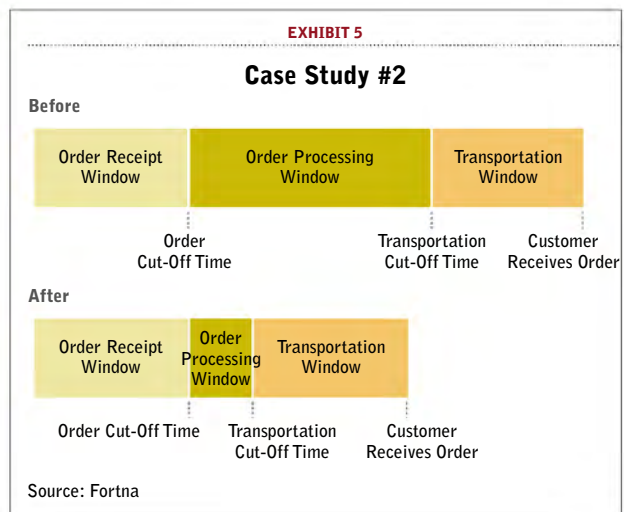 EXHIBIT 5
Case Study #2
Before
Order Receipt
Window
Order Processing
Window
Transportation
Window
Order
Cut-Off Time
Transportation
Cut-Off Time
Customer
Receives Order
After
Order Receipt
Window
Order
Processing
Window
Transportation
Window
Order Cut-Off Time
Transportation
Cut-Off Time
Customer
Receives Order
Source: Fortna